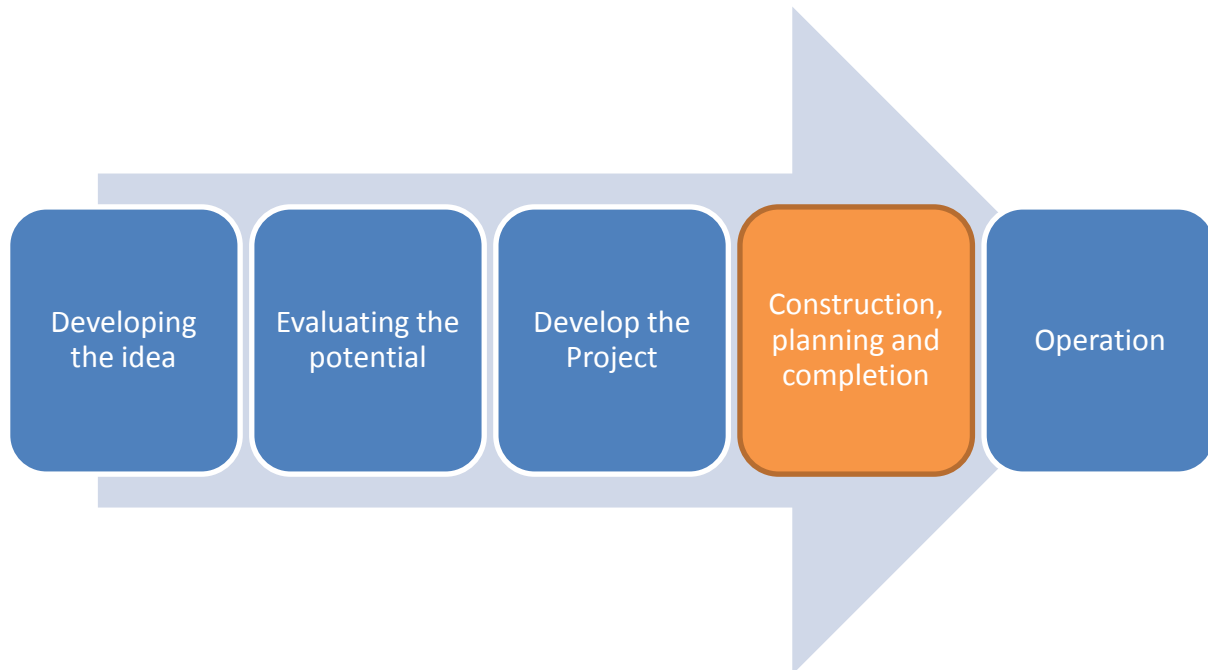 Developing
the idea
Evaluating the
potential
Develop the
Project
Construction,
planning and
completion
Operation